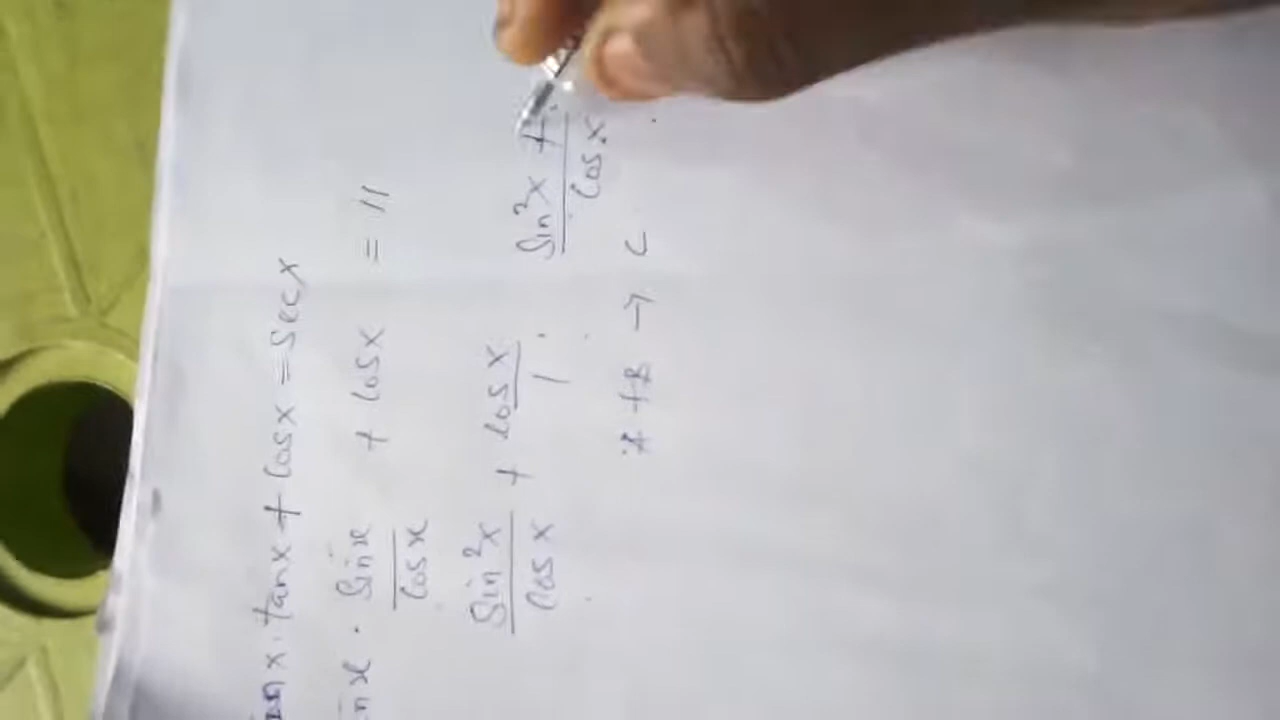 x. tanx + cosx = secx
x · sinx/cosx + cosx = 11
sin²x/cosx + cosx/1 sin²x +/cosx